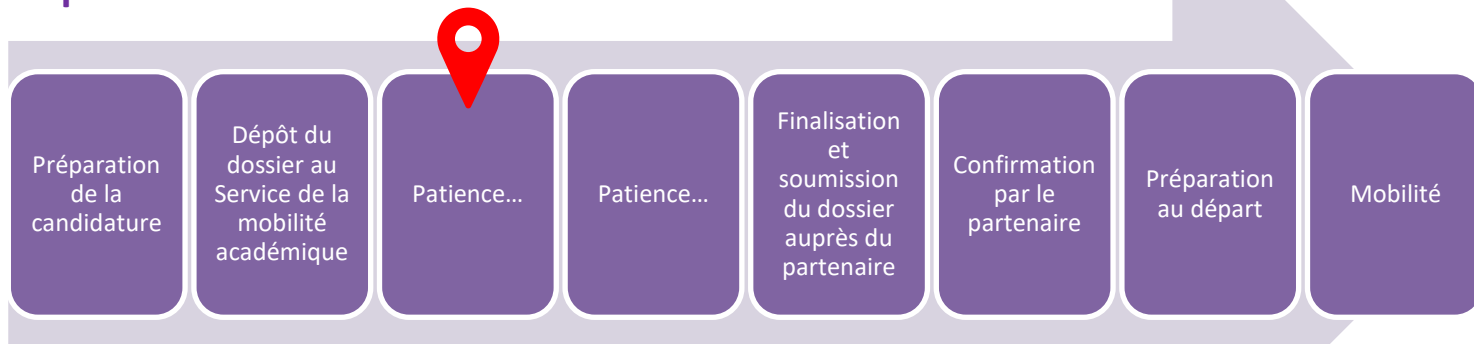 Préparation
de la
candidature
Dépôt du
dossier au
Service de la
mobilité
académique
Patience…
Patience…
Finalisation
et
soumission
du dossier
auprès du
partenaire
Confirmation
par le
partenaire
Préparation
au départ
Mobilité